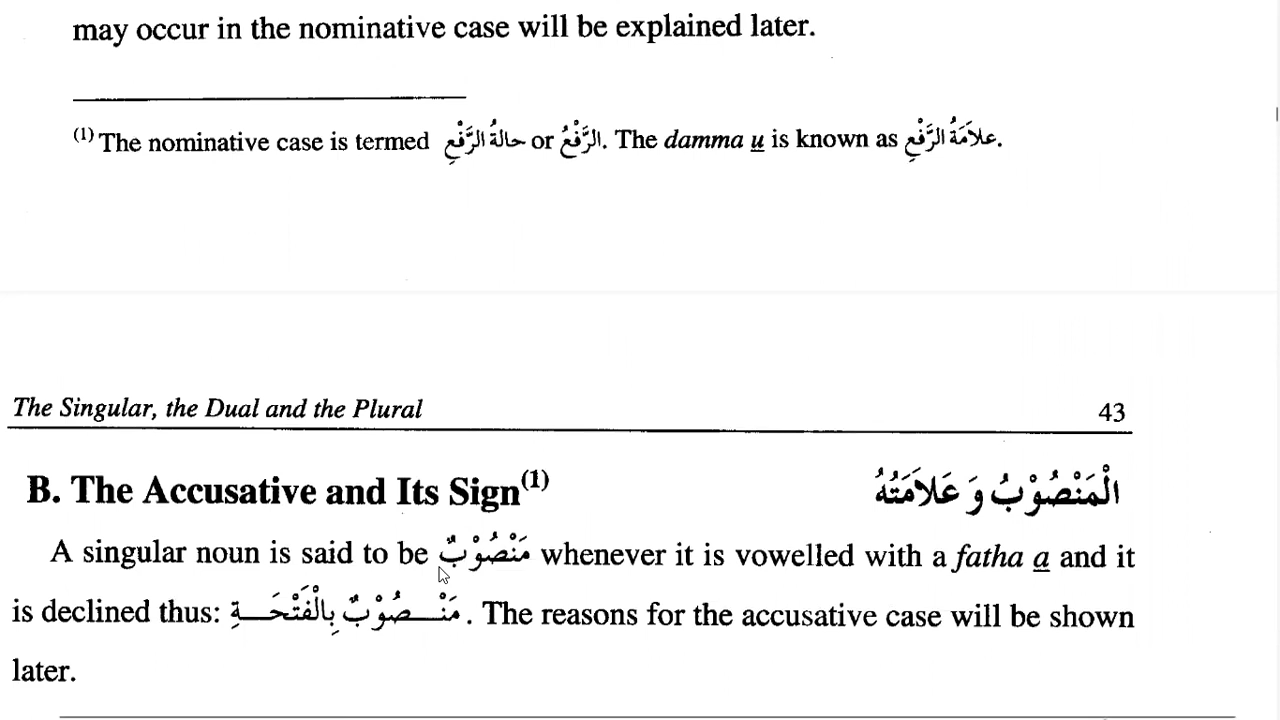 may occur in the nominative case will be explained later.
(1) The nominative case is termed حالَةُ الرَّفْعِ or الرَّفْعُ. The damma u is known as علاَمَةُ الرَّفْعِ.
The Singular, the Dual and the Plural 43
B. The Accusative and Its Sign(1) الْمَنْصُوْبُ وَ عَلاَمَتُهُ
A singular noun is said to be مَنْصُوْبٌ whenever it is vowelled with a fatha a and it
is declined thus: مَنْصُوْبٌ بِالْفَتْحَةِ. The reasons for the accusative case will be shown
later.